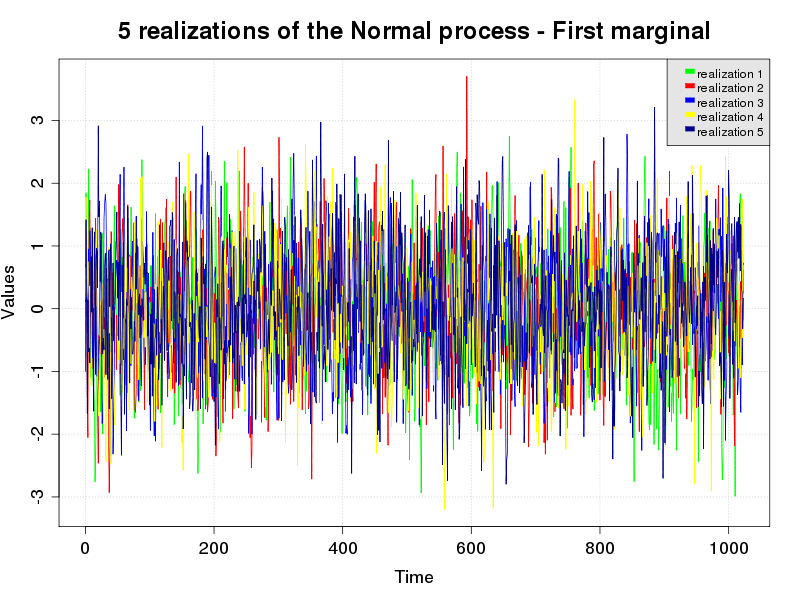 5 realizations of the Normal process - First marginal
realization 1
realization 2
realization 3
realization 4
realization 5
Values
3
2
1
0
-1
-2
-3
0 200 400 600 800 1000
Time